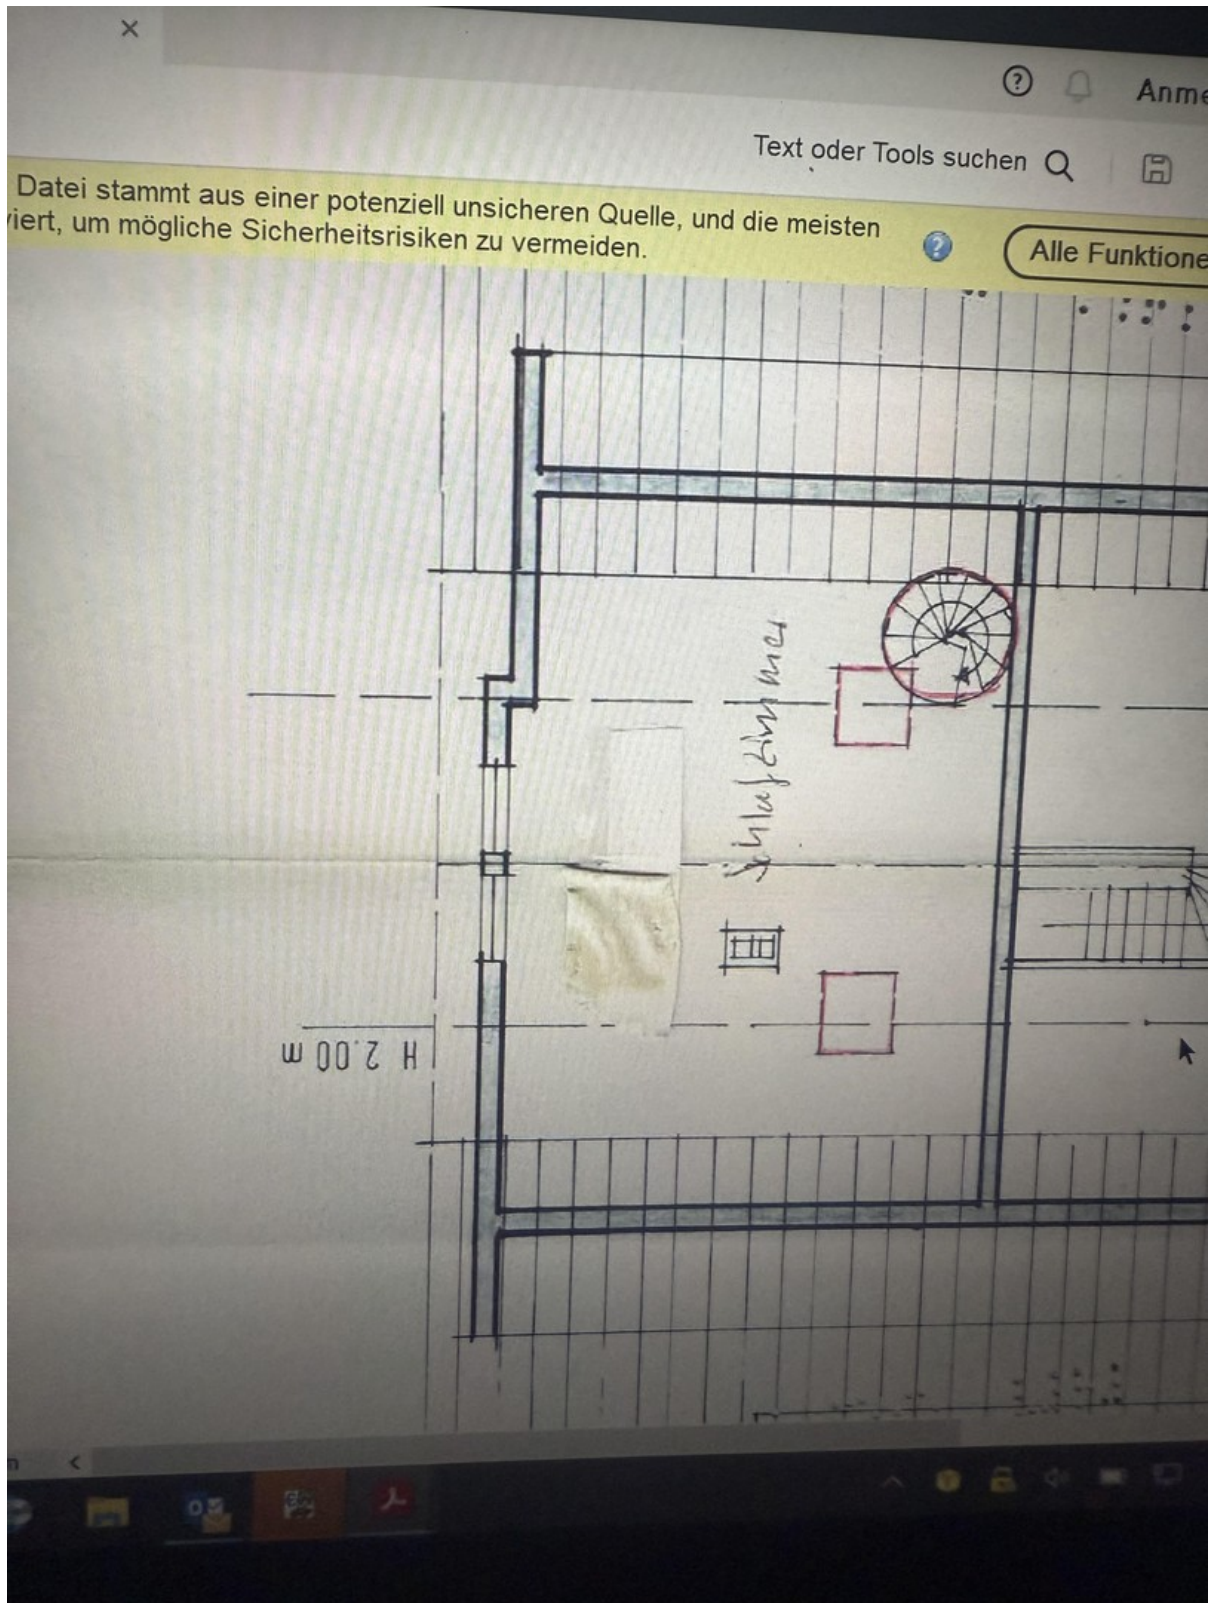 Anme
Text oder Tools suchen
Datei stammt aus einer potenziell unsicheren Quelle, und die meisten
viert, um mögliche Sicherheitsrisiken zu vermeiden.
Alle Funktione
Schlafzimmer
H 2.00 m